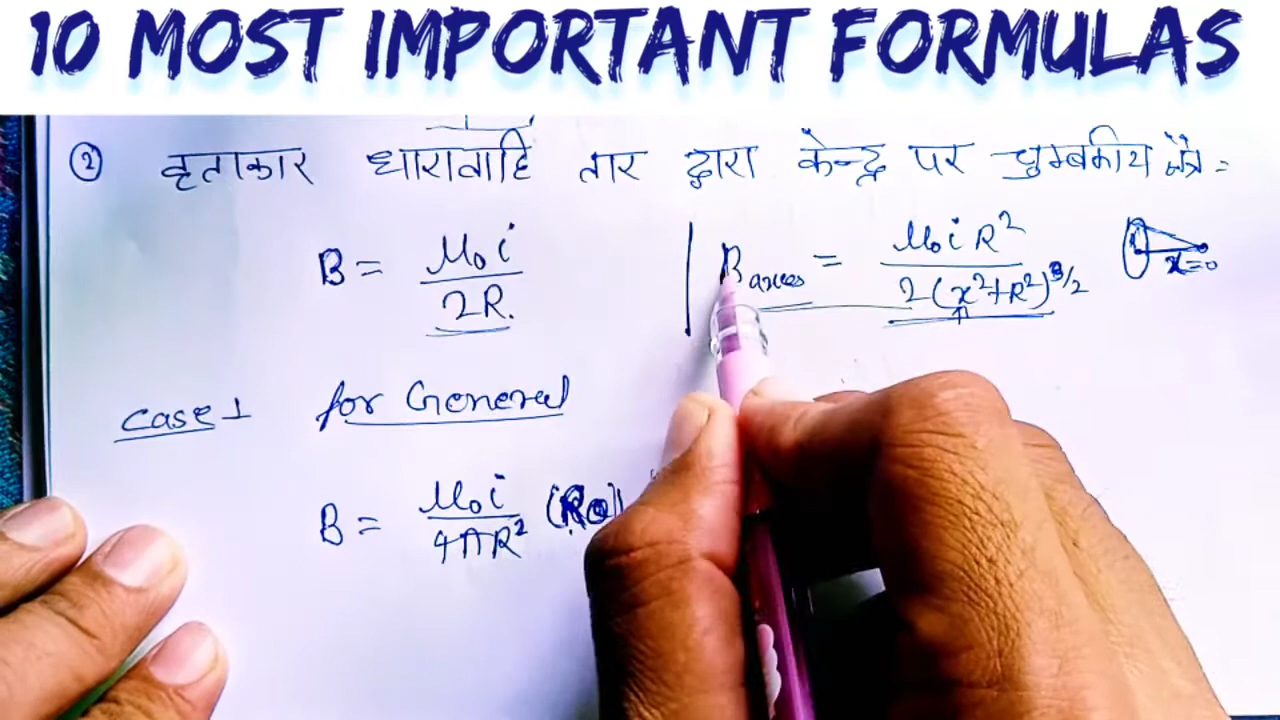 10 MOST IMPORTANT FORMULAS
② वृताकार धारावाहि तार द्वारा केन्द्र पर चुम्बकीय क्षेत्र =
B = μ₀i / 2R. | B axes = μ₀iR² / 2(x²+R²)^3/2 x=0
Case 1 for General
B = μ₀i / 4πR² (Rθ)